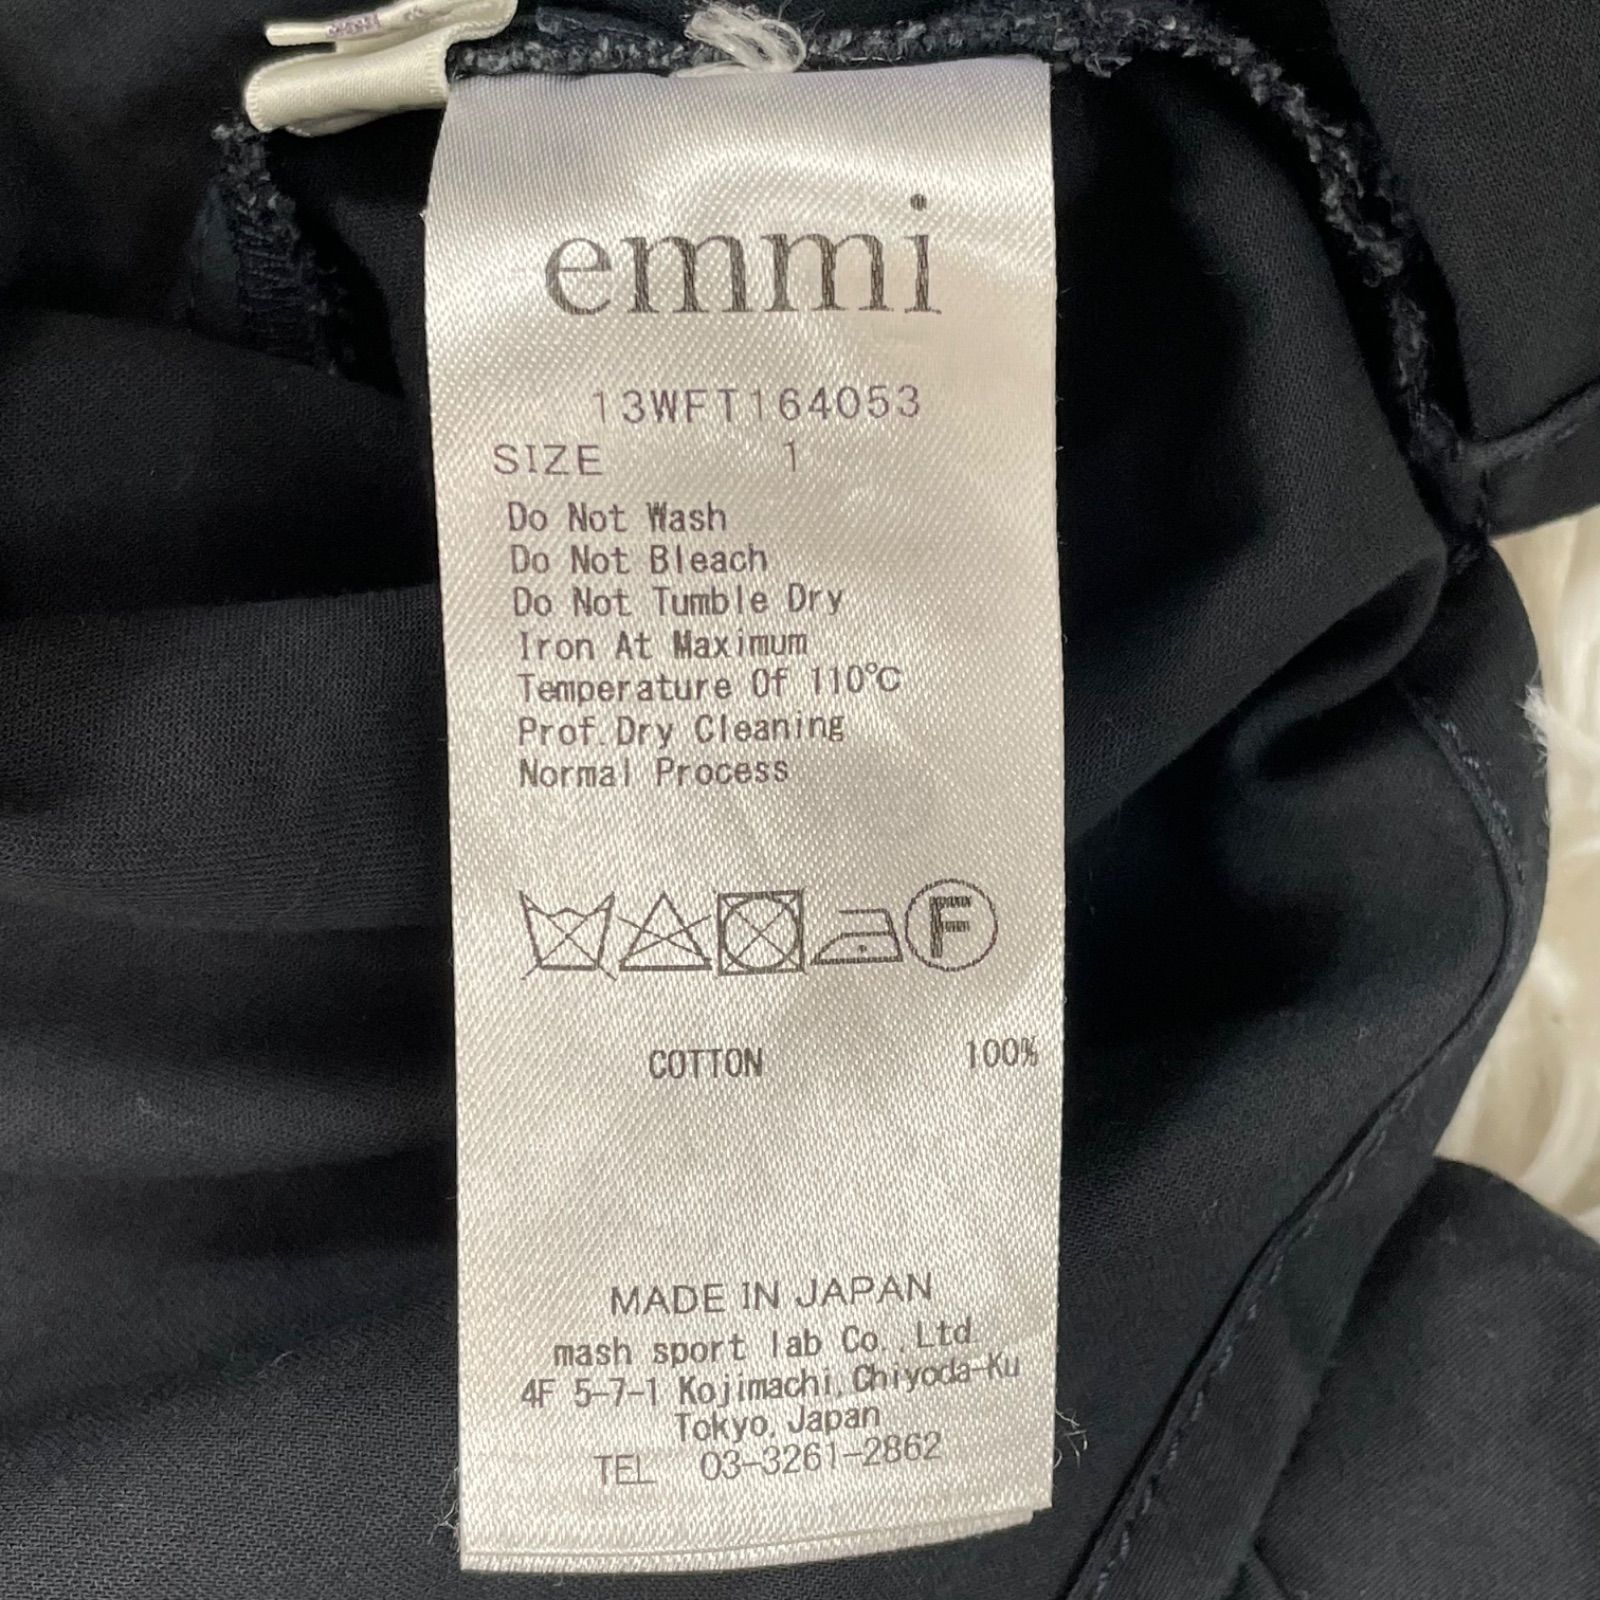 emmi
13WFT164053
SIZE 1
Do Not Wash
Do Not Bleach
Do Not Tumble Dry
Iron At Maximum
Temperature Of 110℃
Prof.Dry Cleaning
Normal Process
F
COTTON 100%
MADE IN JAPAN
mash sport lab Co.,Ltd.
4F 5-7-1 Kojimachi,Chiyoda-Ku
Tokyo,Japan
TEL 03-3261-2862